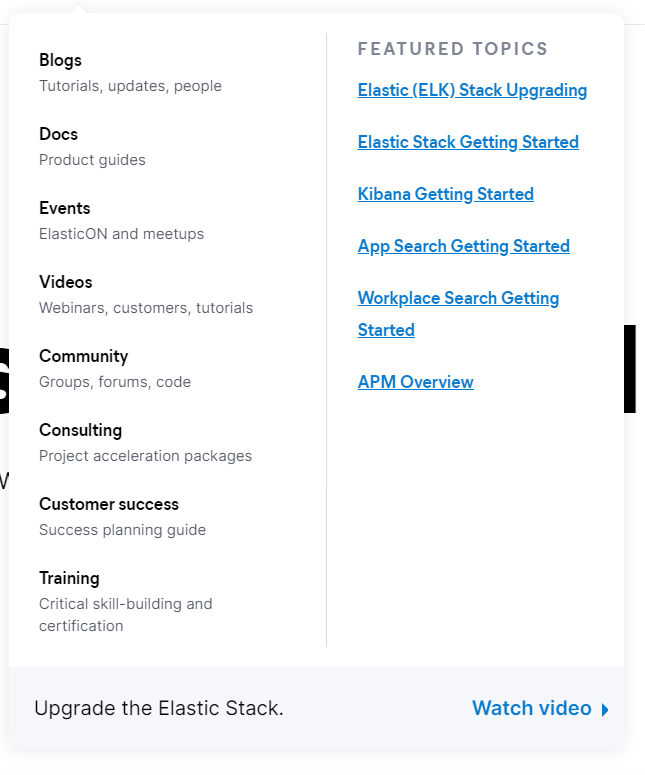 Blogs
Tutorials, updates, people
Docs
Product guides
Events
ElasticON and meetups
Videos
Webinars, customers, tutorials
Community
Groups, forums, code
Consulting
Project acceleration packages
Customer success
Success planning guide
Training
Critical skill-building and
certification
FEATURED TOPICS
Elastic (ELK) Stack Upgrading
Elastic Stack Getting Started
Kibana Getting Started
App Search Getting Started
Workplace Search Getting
Started
APM Overview
Upgrade the Elastic Stack.
Watch video